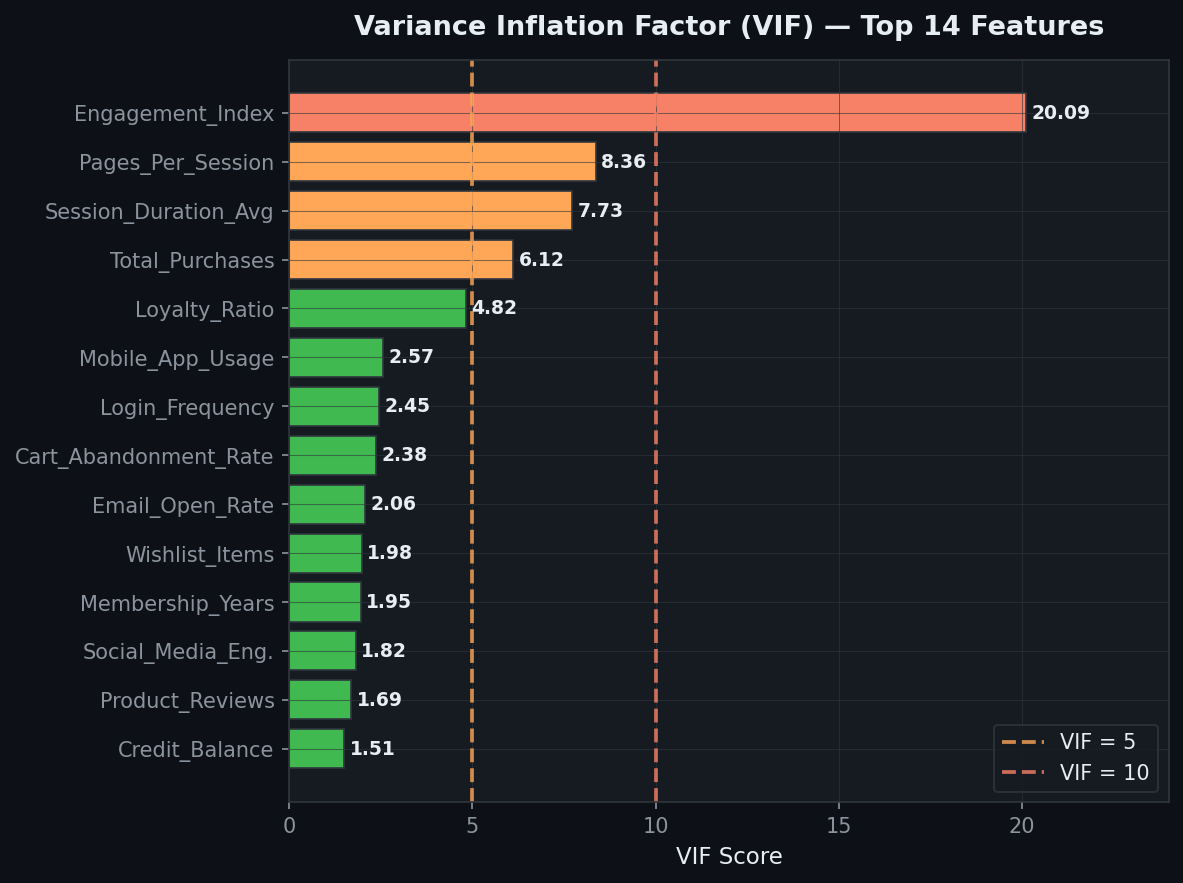 Variance Inflation Factor (VIF) — Top 14 Features
Engagement_Index 20.09
Pages_Per_Session 8.36
Session_Duration_Avg 7.73
Total_Purchases 6.12
Loyalty_Ratio 4.82
Mobile_App_Usage 2.57
Login_Frequency 2.45
Cart_Abandonment_Rate 2.38
Email_Open_Rate 2.06
Wishlist_Items 1.98
Membership_Years 1.95
Social_Media_Eng. 1.82
Product_Reviews 1.69
Credit_Balance 1.51
VIF = 5
VIF = 10
0 5 10 15 20
VIF Score